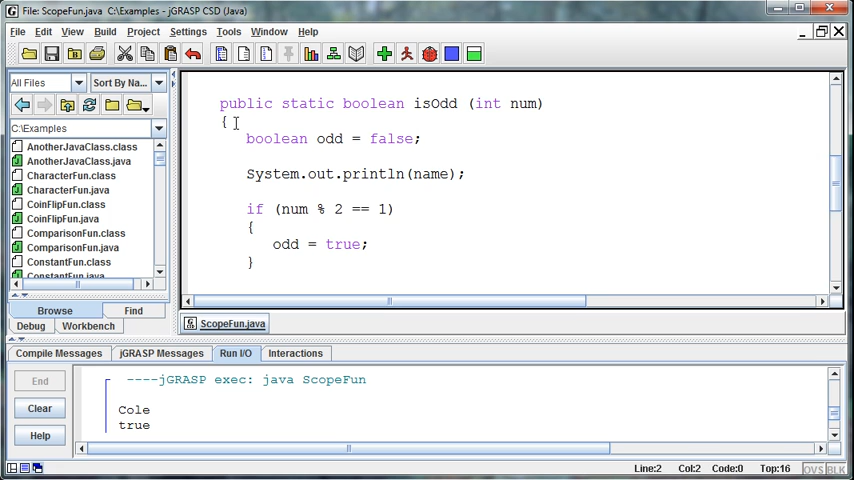 File: ScopeFun.java C:\Examples - jGRASP CSD (Java)
File Edit View Build Project Settings Tools Window Help
All Files Sort By Na...
C:\Examples
AnotherJavaClass.class
AnotherJavaClass.java
CharacterFun.class
CharacterFun.java
CoinFlipFun.class
CoinFlipFun.java
ComparisonFun.class
ComparisonFun.java
ConstantFun.class
ConstantFun.java
Browse Find
Debug Workbench
public static boolean isOdd (int num)
{
boolean odd = false;
System.out.println(name);
if (num % 2 == 1)
{
odd = true;
}
ScopeFun.java
Compile Messages jGRASP Messages Run I/O Interactions
End
Clear
Help
----jGRASP exec: java ScopeFun
Cole
true
Line:2 Col:2 Code:0 Top:16 OVS BLK